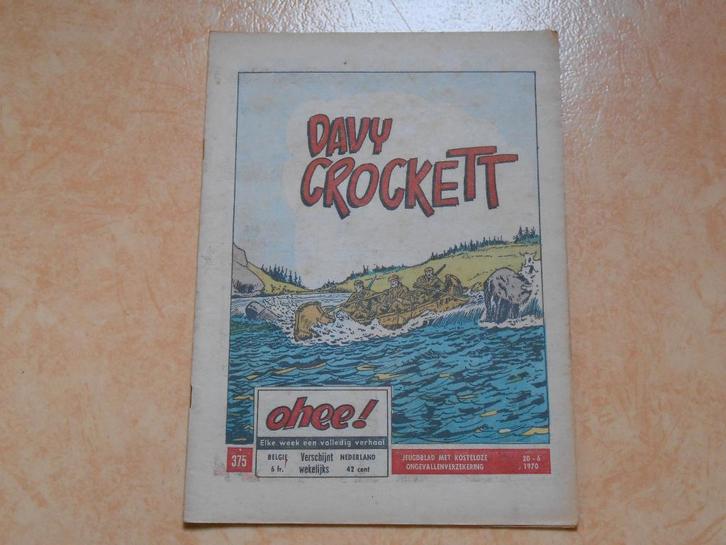 DAVY
CROCKETT
ohee!
Elke week een volledig verhaal
375
BELGIE Verschijnt NEDERLAND
6 fr. wekelijks 42 cent
JEUGDBLAD MET KOSTELOZE
ONGEVALLENVERZEKERING
20 - 6
1970